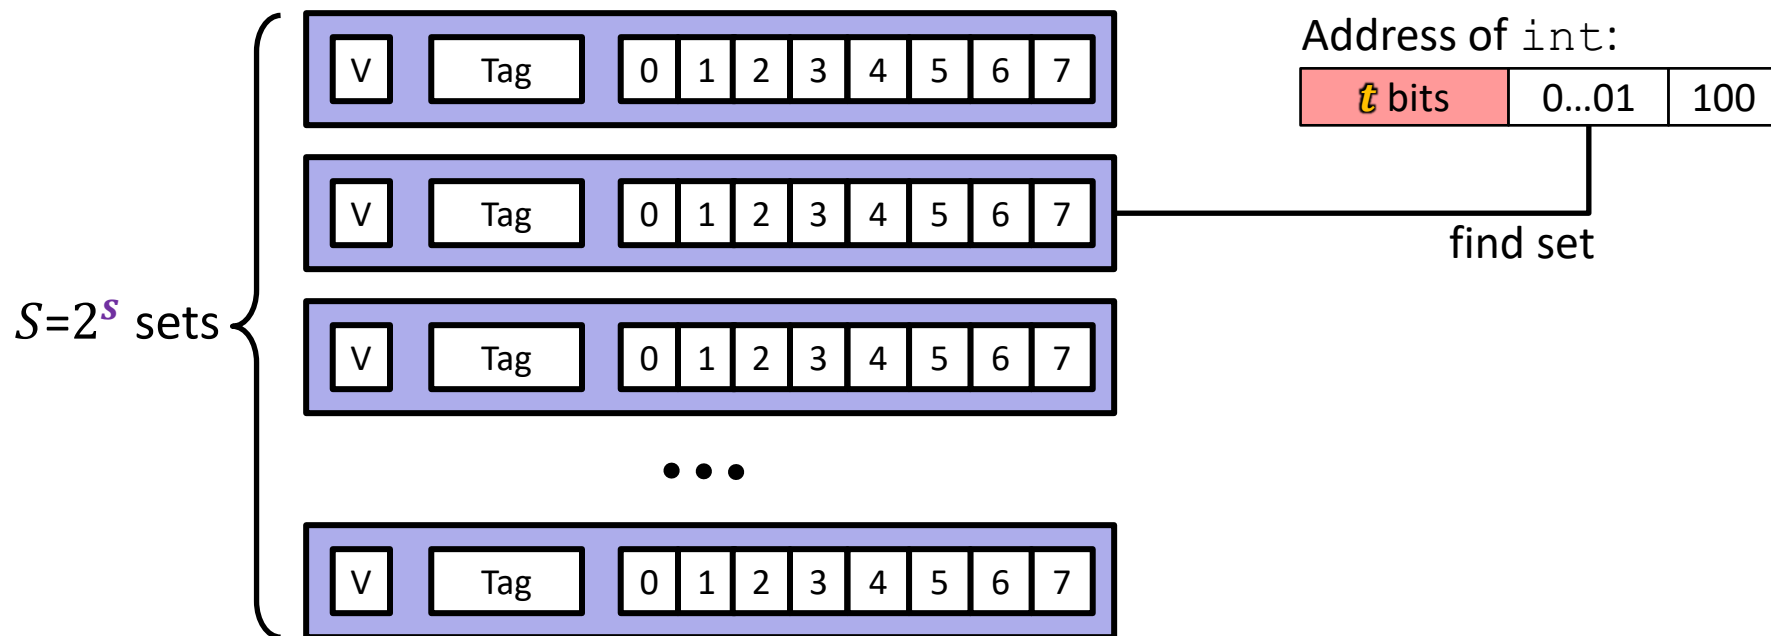 V Tag 0 1 2 3 4 5 6 7
Address of int:
t bits 0...01 100
V Tag 0 1 2 3 4 5 6 7
find set
S=2^s sets
V Tag 0 1 2 3 4 5 6 7
•••
V Tag 0 1 2 3 4 5 6 7